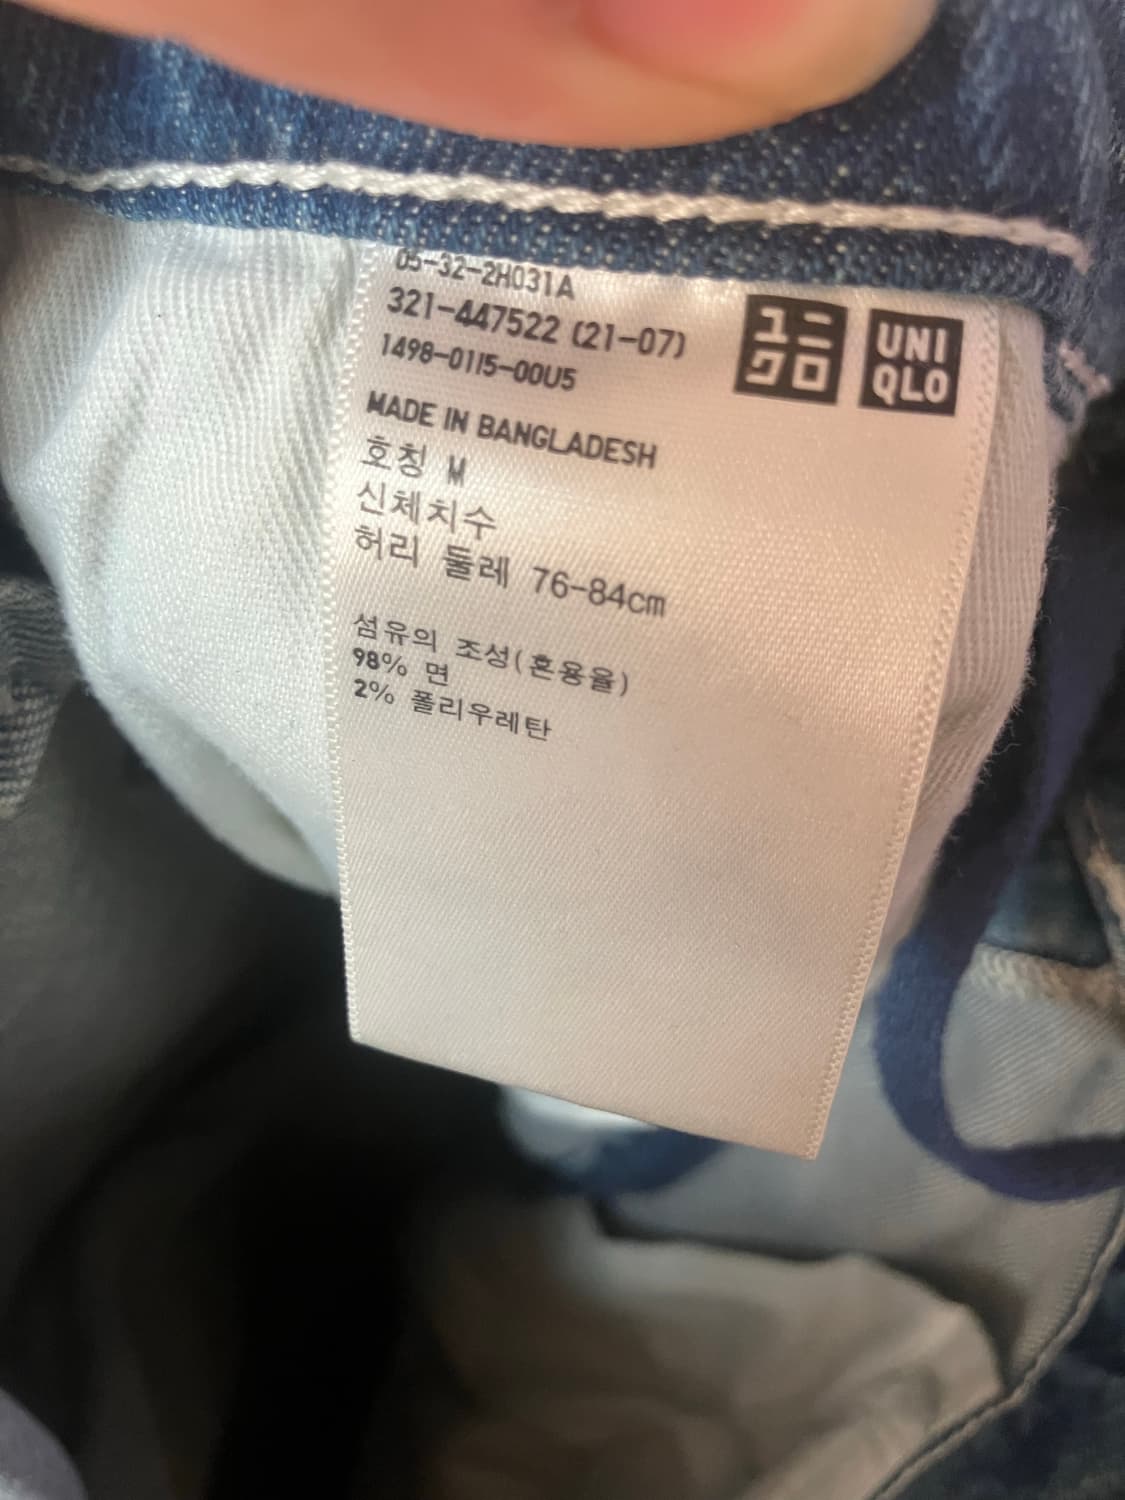 05-32-2H031A
321-447522 (21-07)
1498-0115-00U5
ユニ
クロ
UNI
QLO
MADE IN BANGLADESH
호칭 M
신체치수
허리 둘레 76-84cm
섬유의 조성(혼용율)
98% 면
2% 폴리우레탄